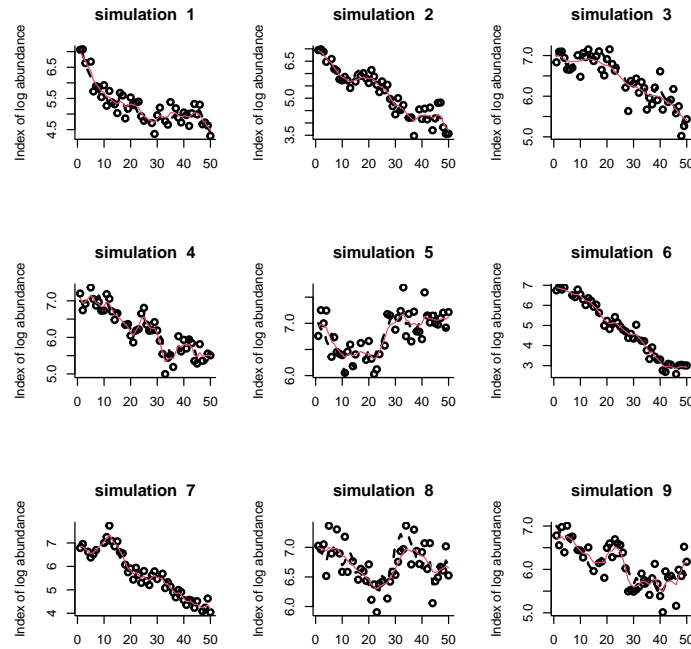 simulation 1
simulation 2
simulation 3
Index of log abundance
4.5 5.5 6.5
0 10 20 30 40 50
Index of log abundance
3.5 5.0 6.5
0 10 20 30 40 50
Index of log abundance
5.0 6.0 7.0
0 10 20 30 40 50
simulation 4
simulation 5
simulation 6
Index of log abundance
5.0 6.0 7.0
0 10 20 30 40 50
Index of log abundance
6.0 7.0
0 10 20 30 40 50
Index of log abundance
3 4 5 6 7
0 10 20 30 40 50
simulation 7
simulation 8
simulation 9
Index of log abundance
4 5 6 7
0 10 20 30 40 50
Index of log abundance
6.0 6.5 7.0
0 10 20 30 40 50
Index of log abundance
5.0 6.0 7.0
0 10 20 30 40 50